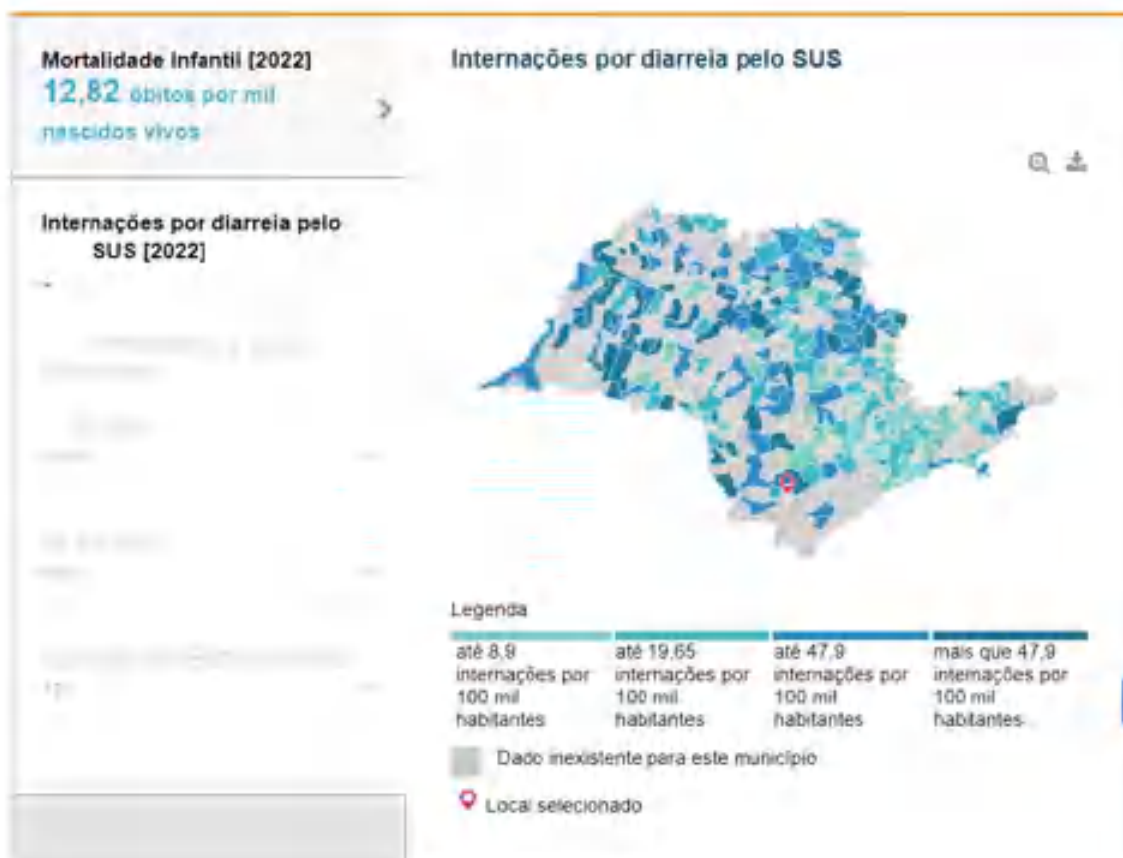 Mortalidade Infantil [2022]
12,82 óbitos por mil
nascidos vivos
Internações por diarreia pelo
SUS [2022]
-
Internações por diarreia pelo SUS
Legenda
até 8,9
internações por
100 mil
habitantes
até 19,65
internações por
100 mil
habitantes
até 47,9
internações por
100 mil
habitantes
mais que 47,9
internações por
100 mil
habitantes
Dado inexistente para este município
Local selecionado